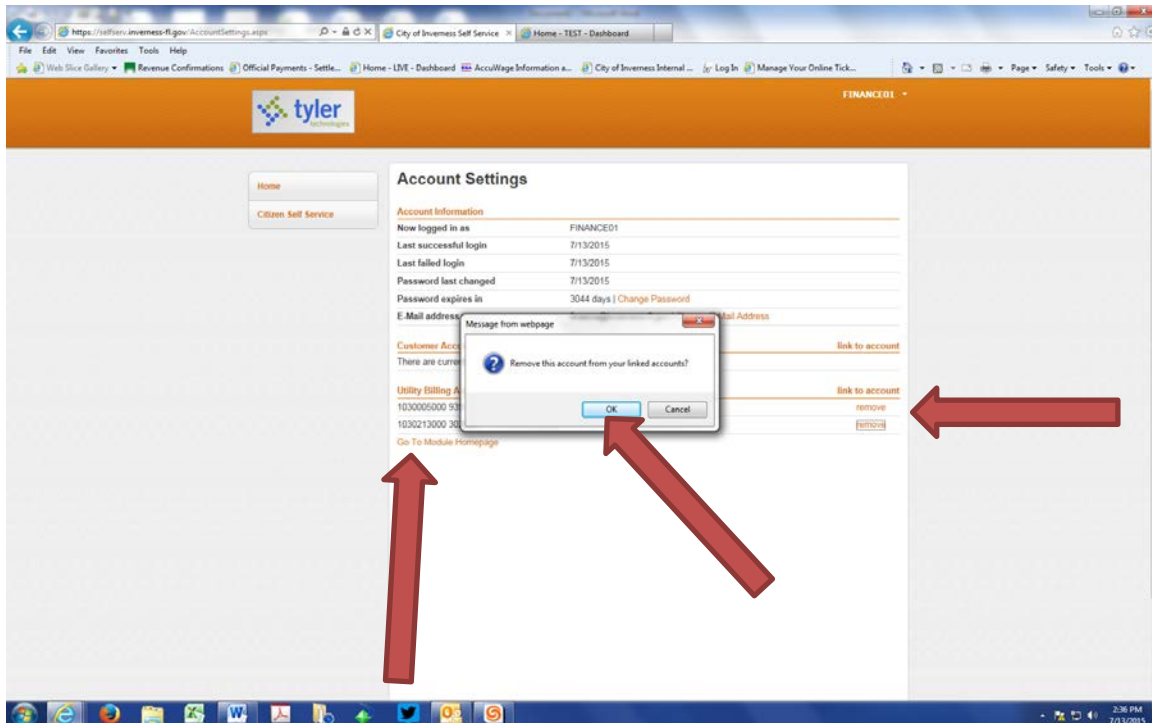 https://selfserv.inverness-fl.gov/AccountSettings.aspx
City of Inverness Self Service
Home - TEST - Dashboard
File Edit View Favorites Tools Help
Web Slice Gallery Revenue Confirmations Official Payments - Settle... Home - LIVE - Dashboard AccuWage Information a... City of Inverness Internal ... Log In Manage Your Online Tick... Page Safety Tools
FINANCE01
tyler
technologies
Home
Citizen Self Service
Account Settings
Account Information
Now logged in as FINANCE01
Last successful login 7/13/2015
Last failed login 7/13/2015
Password last changed 7/13/2015
Password expires in 3044 days | Change Password
E-Mail address Mail Address
Message from webpage
Remove this account from your linked accounts?
OK Cancel
Customer Acco link to account
There are curren
Utility Billing A link to account
1030005000 remove
1030213000 remove
Go To Module Homepage
2:36 PM
7/13/2015